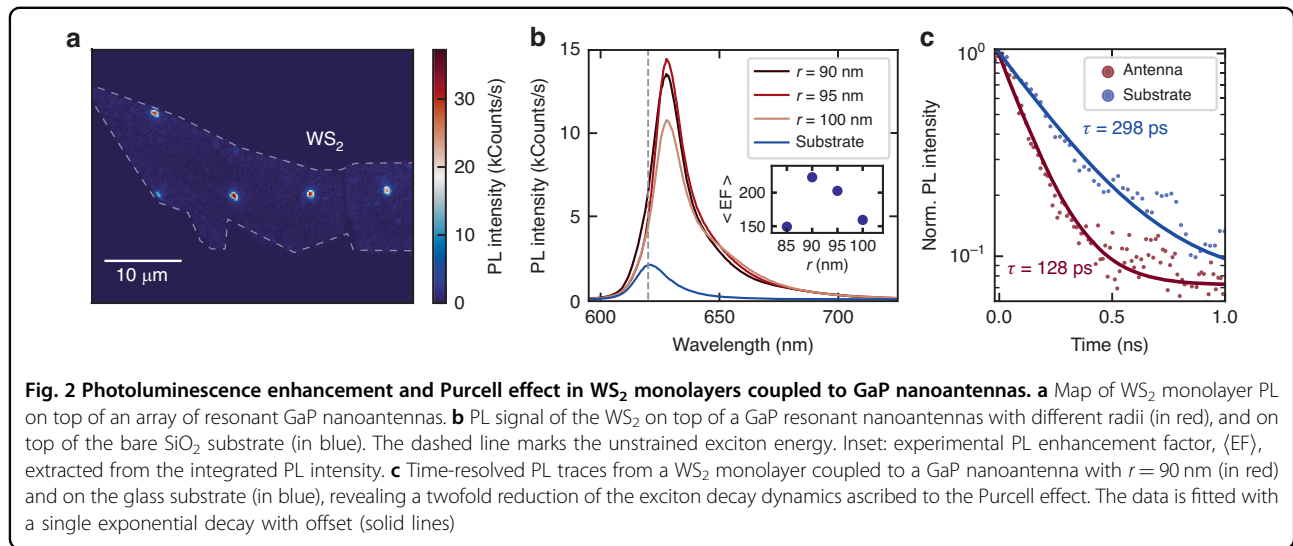 a
WS2
10 μm
PL intensity (kCounts/s)
30
20
10
0
b
PL intensity (kCounts/s)
15
10
5
0
600
650
700
Wavelength (nm)
r = 90 nm
r = 95 nm
r = 100 nm
Substrate
< EF >
200
150
85 90 95 100
r (nm)
c
Norm. PL intensity
10^0
10^-1
Antenna
Substrate
τ = 298 ps
τ = 128 ps
0.0
0.5
1.0
Time (ns)
Fig. 2 Photoluminescence enhancement and Purcell effect in WS2 monolayers coupled to GaP nanoantennas. a Map of WS2 monolayer PL
on top of an array of resonant GaP nanoantennas. b PL signal of the WS2 on top of a GaP resonant nanoantennas with different radii (in red), and on
top of the bare SiO2 substrate (in blue). The dashed line marks the unstrained exciton energy. Inset: experimental PL enhancement factor, ⟨EF⟩,
extracted from the integrated PL intensity. c Time-resolved PL traces from a WS2 monolayer coupled to a GaP nanoantenna with r = 90 nm (in red)
and on the glass substrate (in blue), revealing a twofold reduction of the exciton decay dynamics ascribed to the Purcell effect. The data is fitted with
a single exponential decay with offset (solid lines)